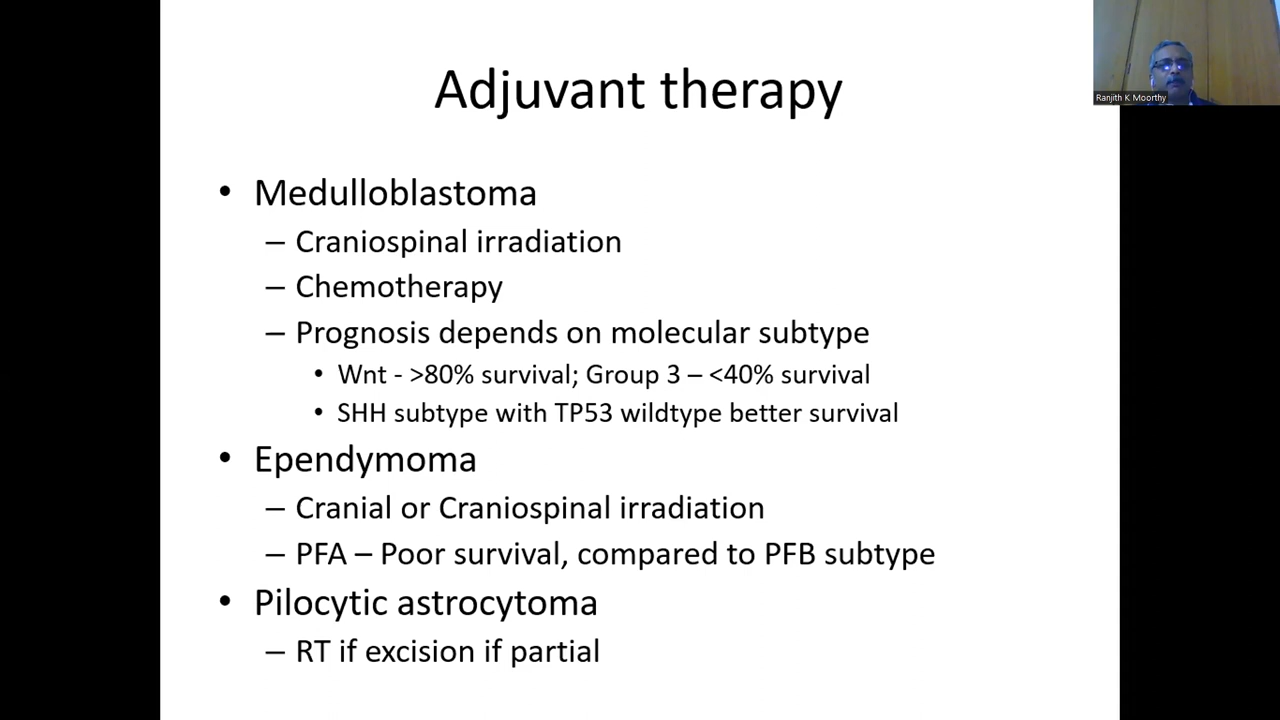 Adjuvant therapy
Ranjith K Moorthy
• Medulloblastoma
– Craniospinal irradiation
– Chemotherapy
– Prognosis depends on molecular subtype
• Wnt - >80% survival; Group 3 – <40% survival
• SHH subtype with TP53 wildtype better survival
• Ependymoma
– Cranial or Craniospinal irradiation
– PFA – Poor survival, compared to PFB subtype
• Pilocytic astrocytoma
– RT if excision if partial